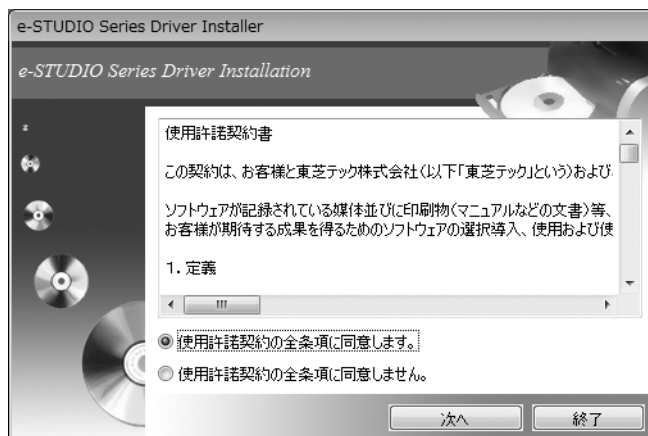 e-STUDIO Series Driver Installer
e-STUDIO Series Driver Installation
使用許諾契約書
この契約は、お客様と東芝テック株式会社(以下「東芝テック」という)および
ソフトウェアが記録されている媒体並びに印刷物(マニュアルなどの文書)等、
お客様が期待する成果を得るためのソフトウェアの選択導入、使用および使
1. 定義
使用許諾契約の全条項に同意します。
使用許諾契約の全条項に同意しません。
次へ
終了